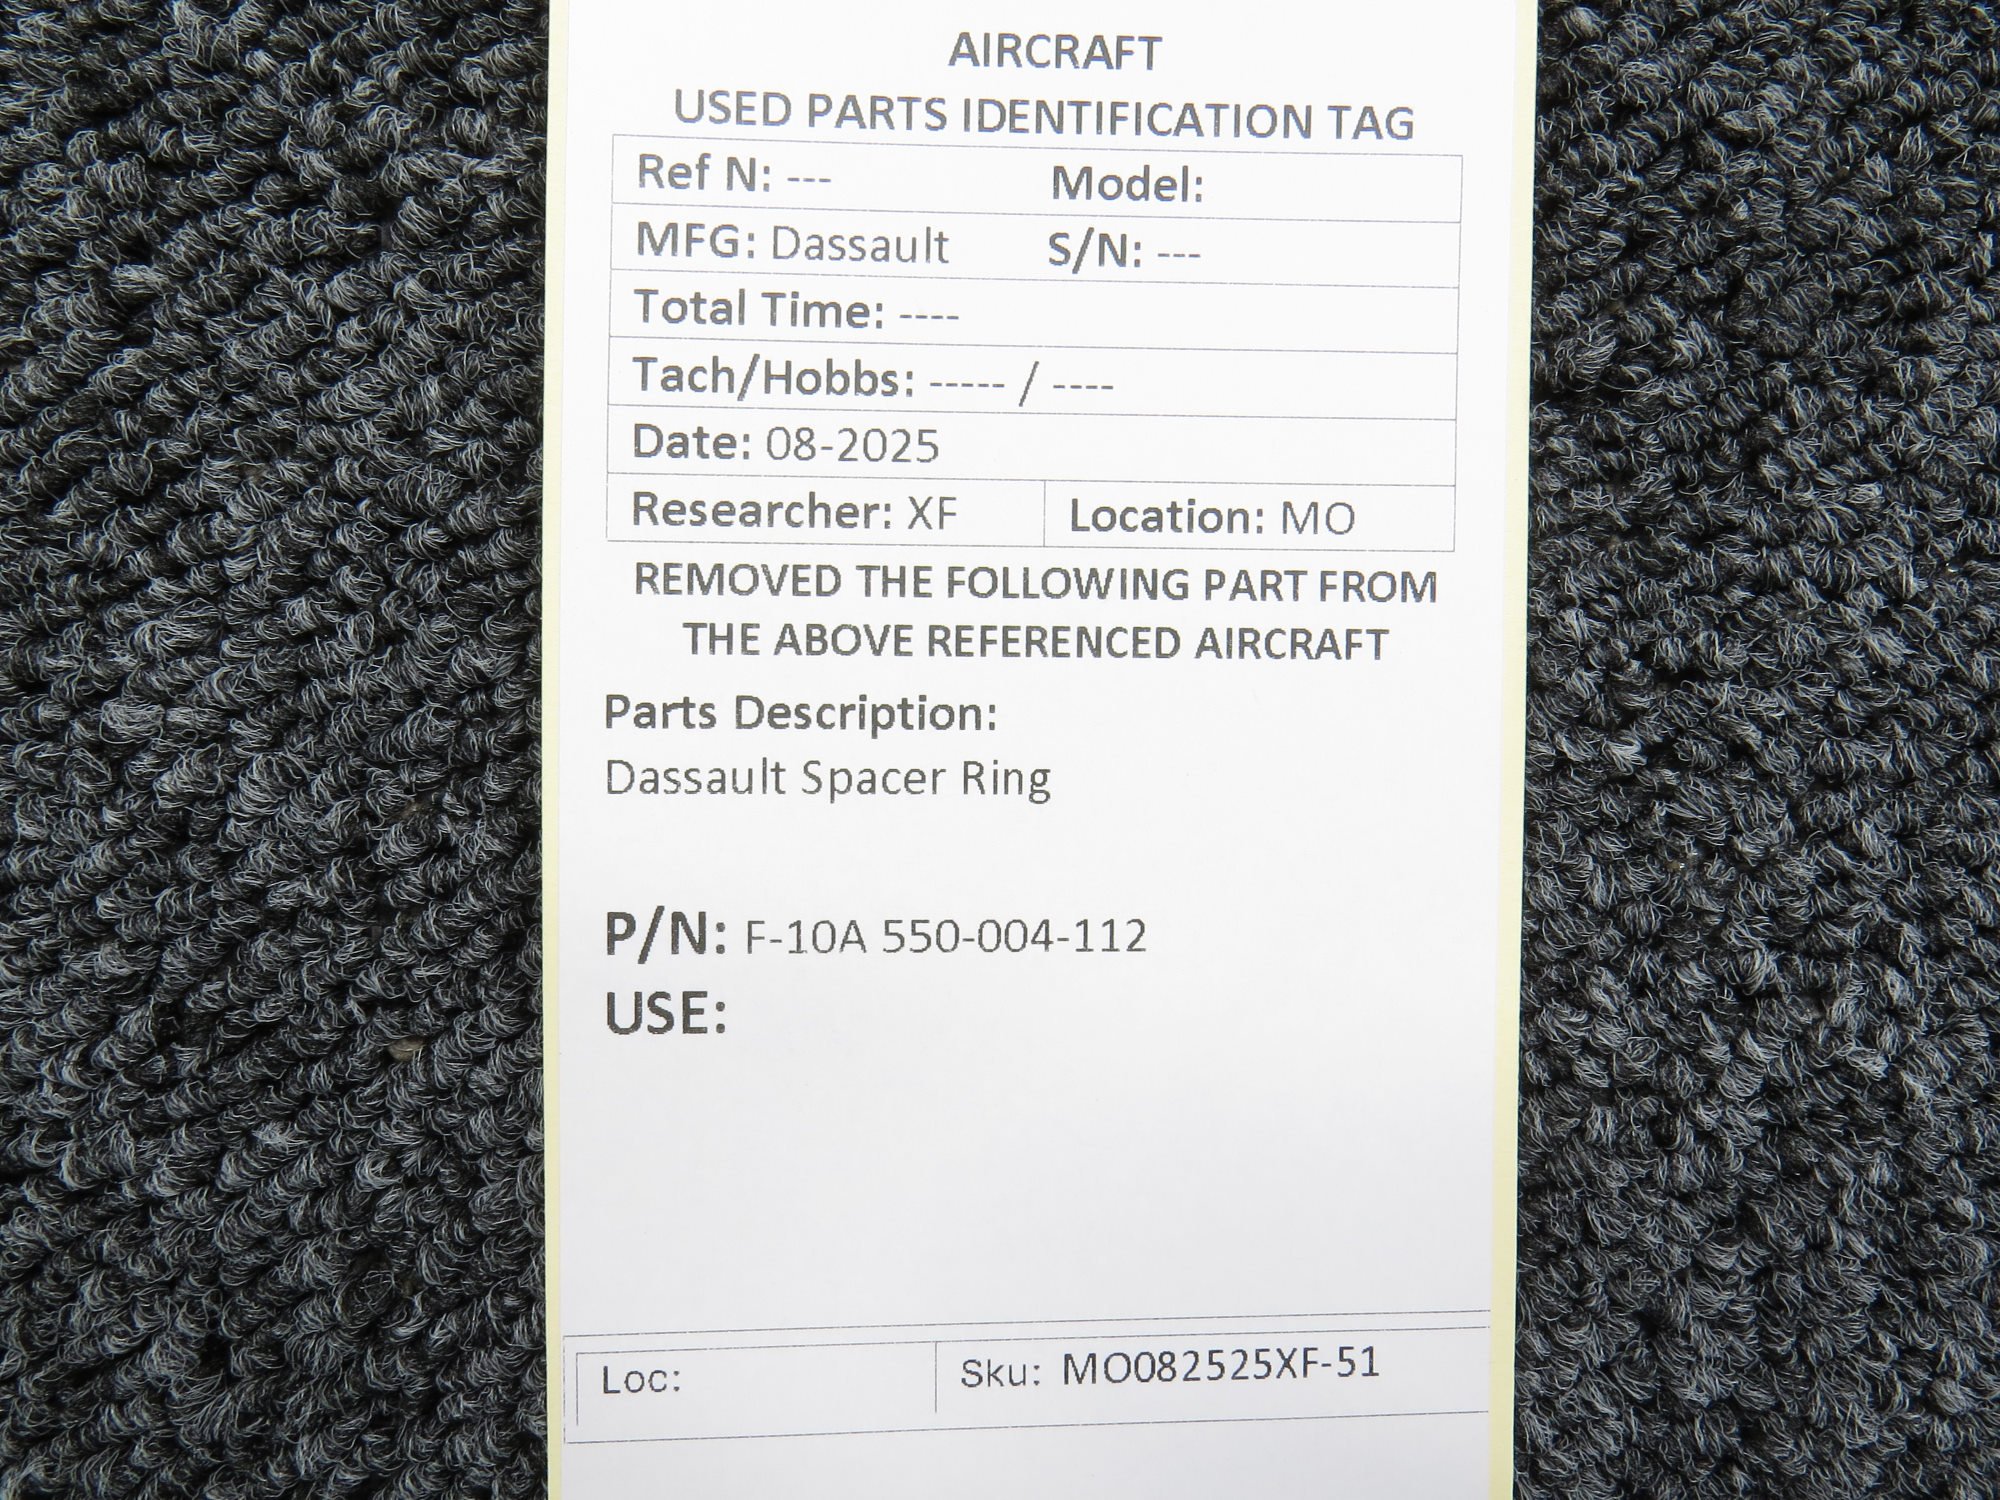 AIRCRAFT
USED PARTS IDENTIFICATION TAG
Ref N: --- Model:
MFG: Dassault S/N: ---
Total Time: ----
Tach/Hobbs: ----- / ----
Date: 08-2025
Researcher: XF Location: MO
REMOVED THE FOLLOWING PART FROM
THE ABOVE REFERENCED AIRCRAFT
Parts Description:
Dassault Spacer Ring
P/N: F-10A 550-004-112
USE:
Loc: Sku: MO082525XF-51